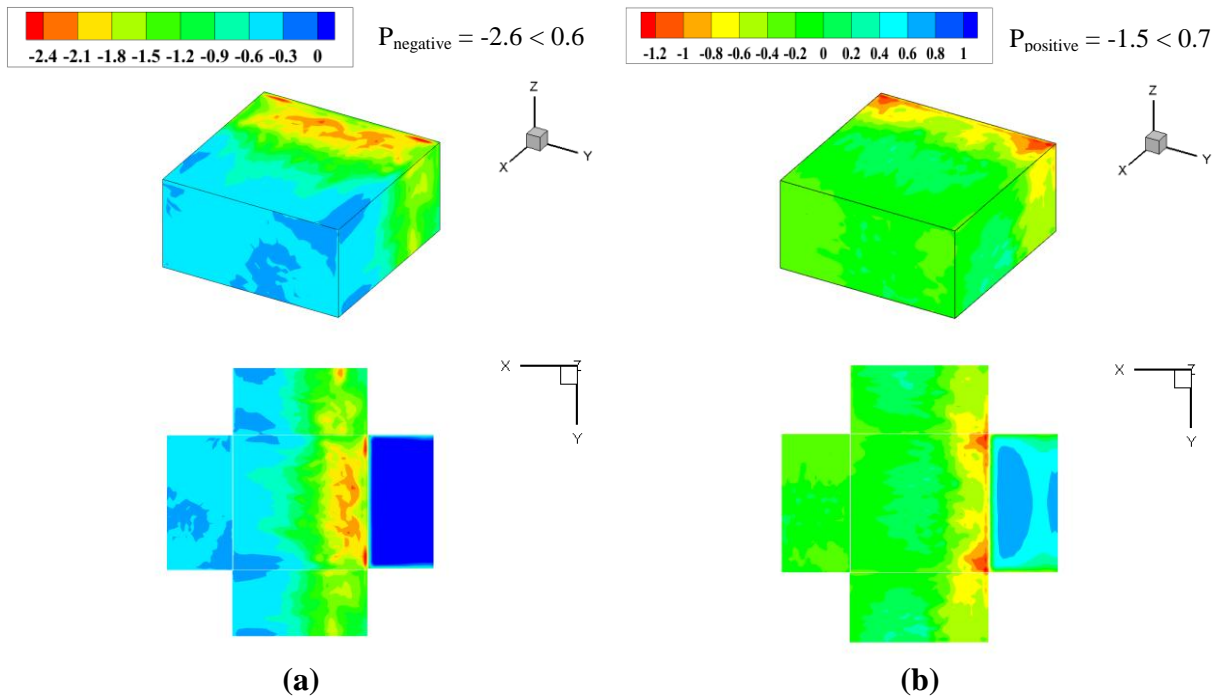 -2.4 -2.1 -1.8 -1.5 -1.2 -0.9 -0.6 -0.3 0
Pnegative = -2.6 < 0.6
-1.2 -1 -0.8 -0.6 -0.4 -0.2 0 0.2 0.4 0.6 0.8 1
Ppositive = -1.5 < 0.7
Z
X
Y
Z
X
Y
X
Z
Y
X
Z
Y
(a)
(b)